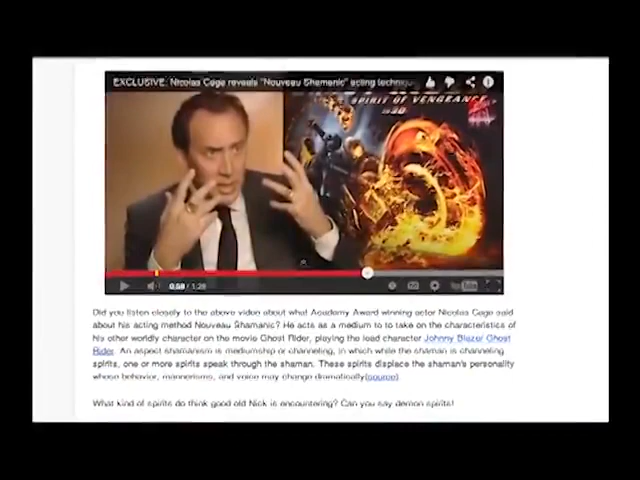 EXCLUSIVE: Nicolas Cage reveals "Nouveau Shamanic" acting technique
SPIRIT OF VENGEANCE
3D
0:59 / 1:28
Did you listen closely to the above video about what Academy Award winning actor Nicolas Cage said
about his acting method Nouveau Shamanic? He acts as a medium to to take on the characteristics of
his other worldly character on the movie Ghost Rider, playing the lead character Johnny Blaze/ Ghost
Rider. An aspect shamanism is mediumship or channeling, in which while the shaman is channeling
spirits, one or more spirits speak through the shaman. These spirits displace the shaman's personality
whose behavior, mannerisms, and voice may change dramatically(source)
What kind of spirits do think good old Nick is encountering? Can you say demon spirits!